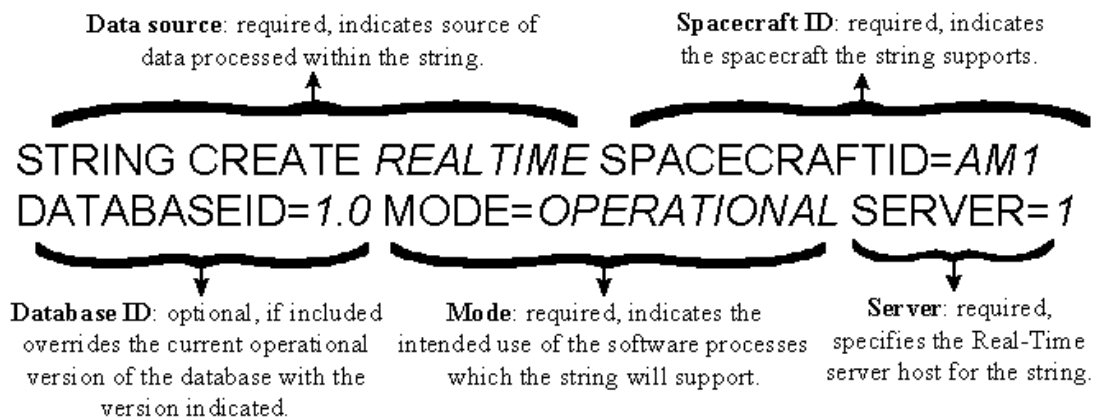 Data source: required, indicates source of
data processed within the string.
Spacecraft ID: required, indicates
the spacecraft the string supports.
STRING CREATE REALTIME SPACECRAFTID=AM1
DATABASEID=1.0 MODE=OPERATIONAL SERVER=1
Database ID: optional, if included
overrides the current operational
version of the database with the
version indicated.
Mode: required, indicates the
intended use of the software processes
which the string will support.
Server: required,
specifies the Real-Time
server host for the string.